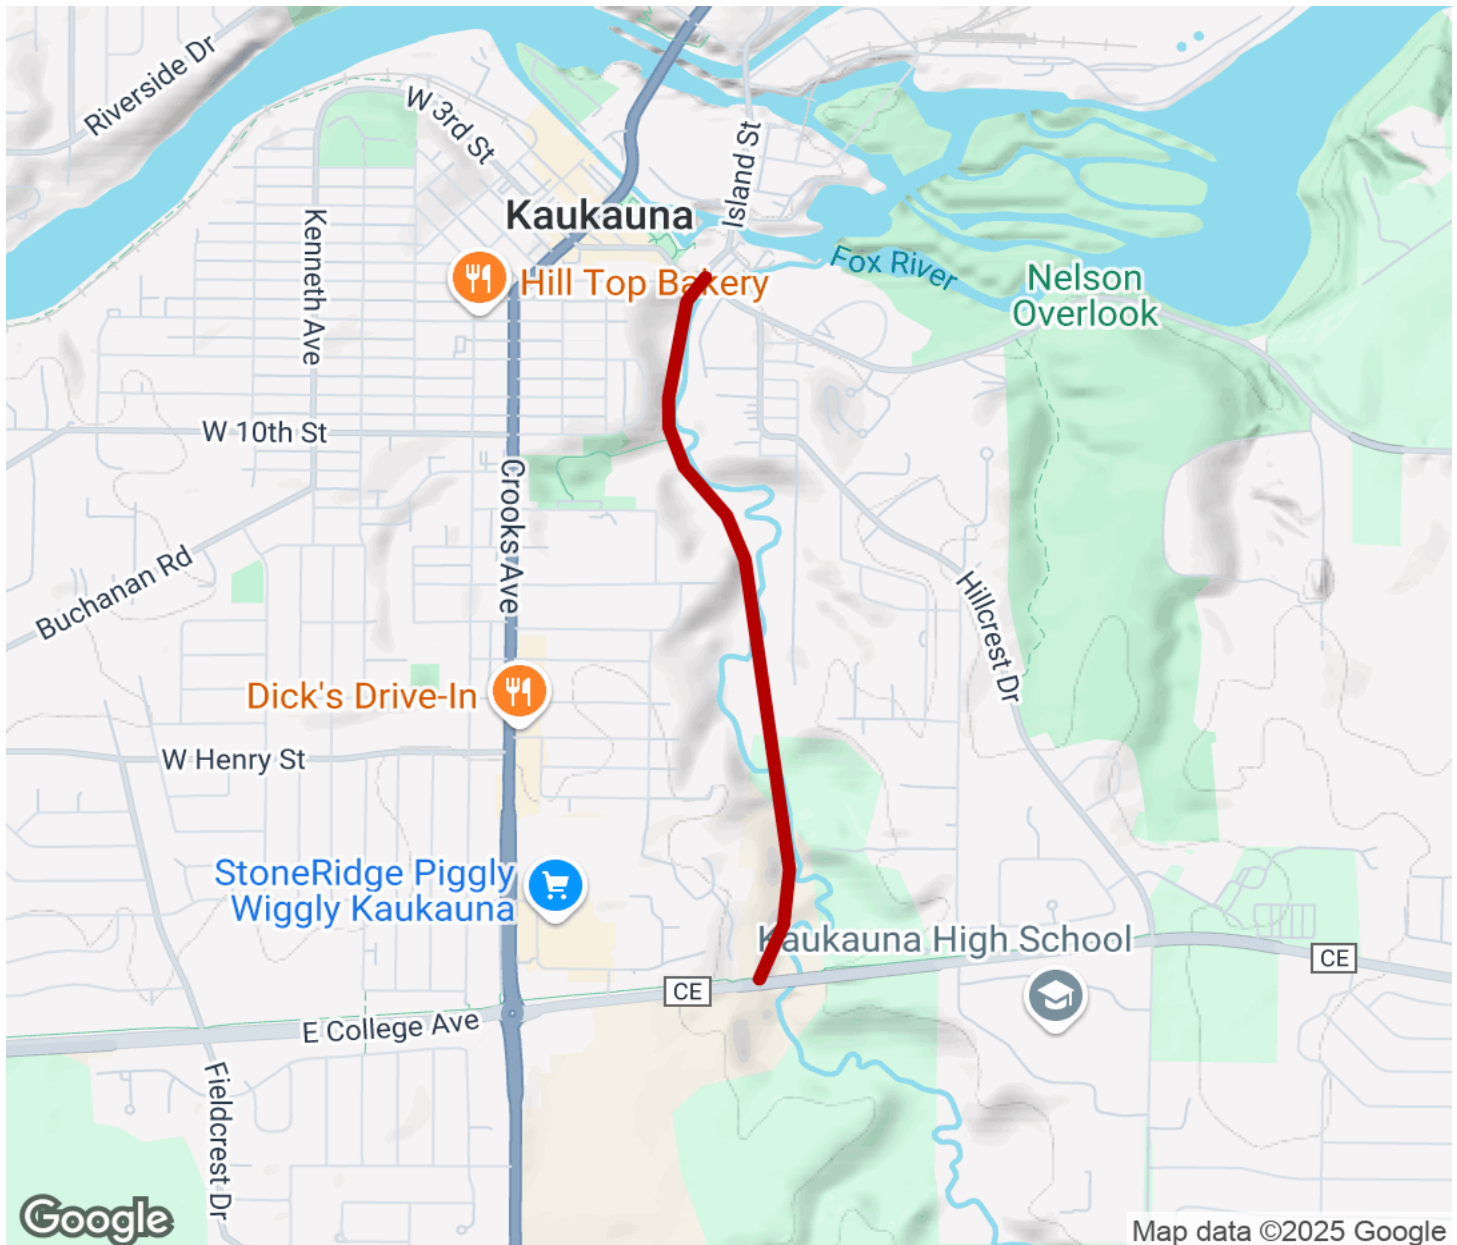 Riverside Dr
W 3rd St
Island St
Kaukauna
Kenneth Ave
Hill Top Bakery
Fox River
Nelson
Overlook
W 10th St
Crooks Ave
Buchanan Rd
Hillcrest Dr
Dick's Drive-In
W Henry St
StoneRidge Piggly
Wiggly Kaukauna
Kaukauna High School
CE
CE
E College Ave
Fieldcrest Dr
Google
Map data ©2025 Google